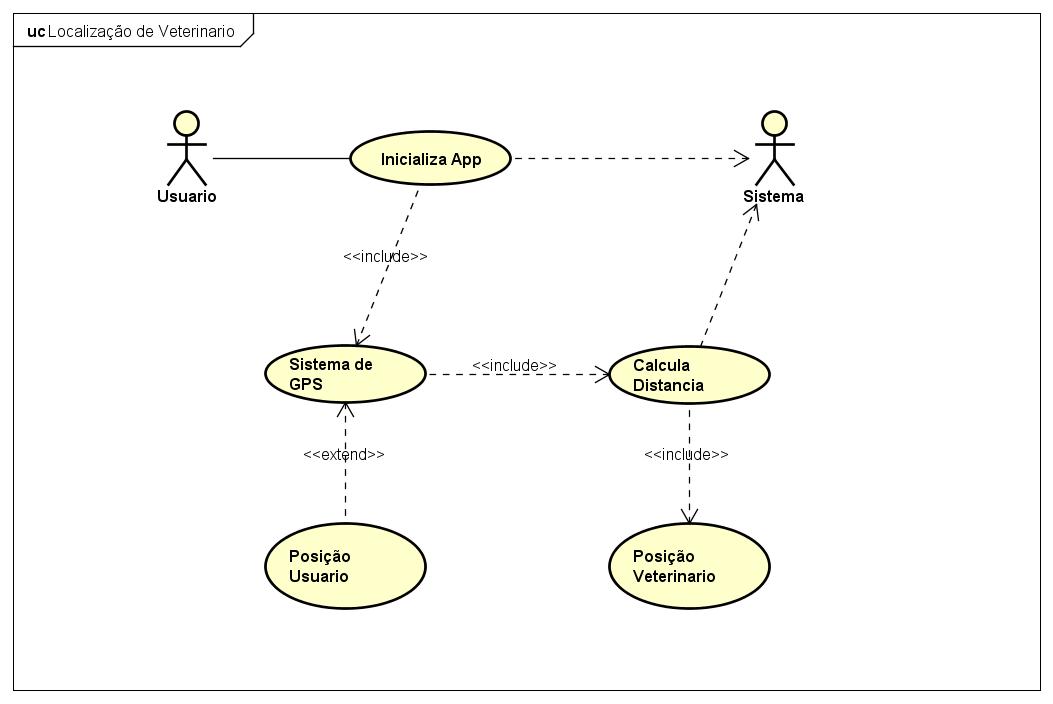 uc Localização de Veterinario
Inicializa App
Usuario
Sistema
<<include>>
Sistema de
GPS
<<include>>
Calcula
Distancia
<<extend>>
<<include>>
Posição
Usuario
Posição
Veterinario